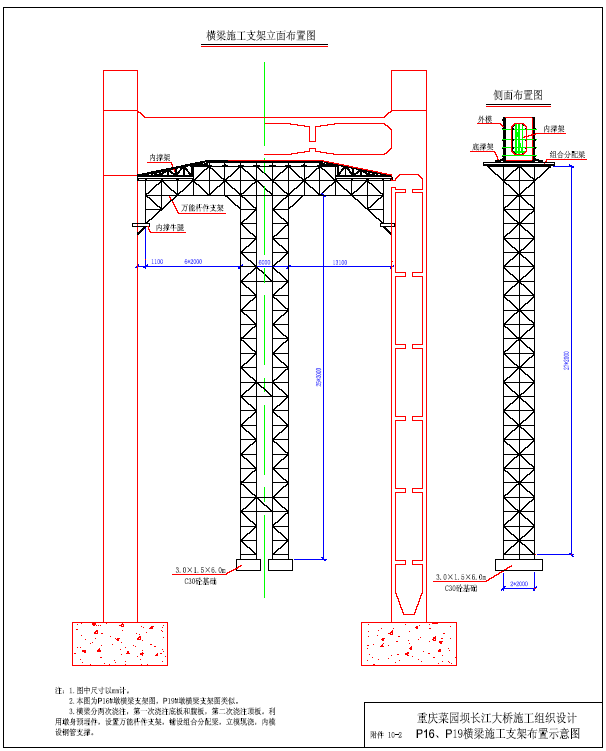 横梁施工支架立面布置图
侧面布置图
外模
内撑架
底撑架
组合分配梁
内撑架
万能杆件支架
内撑牛腿
1100
6*2000
6000
13100
3.0×1.5×6.0m
C30砼基础
3.0×1.5×6.0m
C30砼基础
2*2000
注：1.图中尺寸以mm计。
2.本图为P16#墩横梁支架图，P19#墩横梁支架图类似。
3.横梁分两次浇注，第一次浇注底板和腹板，第二次浇注顶板。利
用墩身预埋件，设置万能杆件支架，铺设组合分配梁，立模现浇，内模
设钢管支撑。
重庆菜园坝长江大桥施工组织设计
附件 10-2
P16、P19横梁施工支架布置示意图